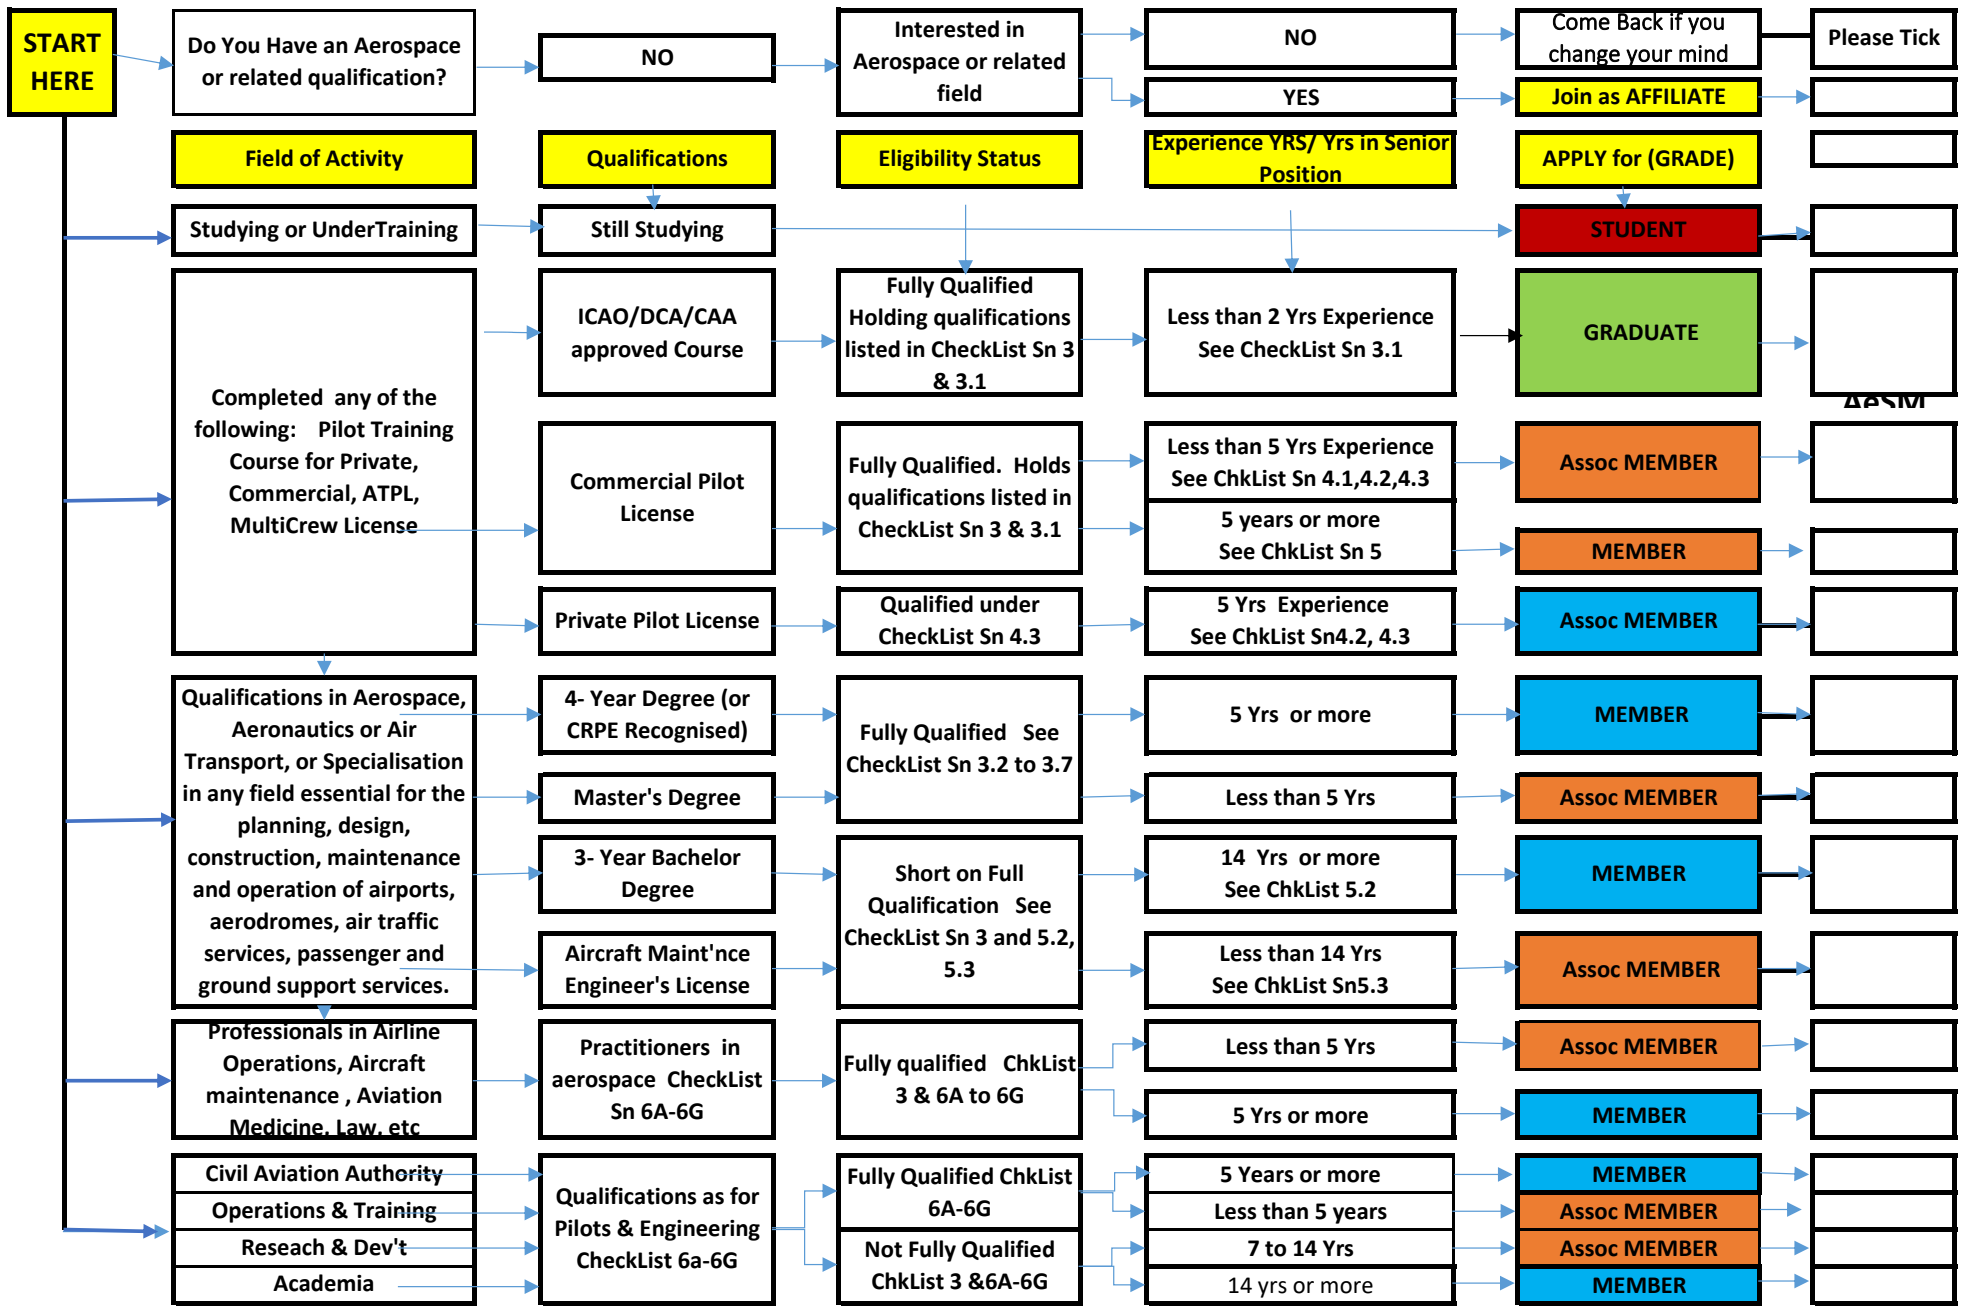 START
HERE
Do You Have an Aerospace
or related qualification?
NO
Interested in
Aerospace or related
field
NO
Come Back if you
change your mind
Please Tick
YES
Join as AFFILIATE
Field of Activity
Qualifications
Eligibility Status
Experience YRS/ Yrs in Senior
Position
APPLY for (GRADE)
Studying or UnderTraining
Still Studying
STUDENT
Completed any of the
following: Pilot Training
Course for Private,
Commercial, ATPL,
MultiCrew License
ICAO/DCA/CAA
approved Course
Fully Qualified
Holding qualifications
listed in CheckList Sn 3
& 3.1
Less than 2 Yrs Experience
See CheckList Sn 3.1
GRADUATE
AeSM
Commercial Pilot
License
Fully Qualified. Holds
qualifications listed in
CheckList Sn 3 & 3.1
Less than 5 Yrs Experience
See ChkList Sn 4.1,4.2,4.3
Assoc MEMBER
5 years or more
See ChkList Sn 5
MEMBER
Private Pilot License
Qualified under
CheckList Sn 4.3
5 Yrs Experience
See ChkList Sn4.2, 4.3
Assoc MEMBER
Qualifications in Aerospace,
Aeronautics or Air
Transport, or Specialisation
in any field essential for the
planning, design,
construction, maintenance
and operation of airports,
aerodromes, air traffic
services, passenger and
ground support services.
4- Year Degree (or
CRPE Recognised)
Fully Qualified See
CheckList Sn 3.2 to 3.7
5 Yrs or more
MEMBER
Master's Degree
Less than 5 Yrs
Assoc MEMBER
3- Year Bachelor
Degree
Short on Full
Qualification See
CheckList Sn 3 and 5.2,
5.3
14 Yrs or more
See ChkList 5.2
MEMBER
Aircraft Maint'nce
Engineer's License
Less than 14 Yrs
See ChkList Sn5.3
Assoc MEMBER
Professionals in Airline
Operations, Aircraft
maintenance , Aviation
Medicine, Law, etc
Practitioners in
aerospace CheckList
Sn 6A-6G
Fully qualified ChkList
3 & 6A to 6G
Less than 5 Yrs
Assoc MEMBER
5 Yrs or more
MEMBER
Civil Aviation Authority
Operations & Training
Reseach & Dev't
Academia
Qualifications as for
Pilots & Engineering
CheckList 6a-6G
Fully Qualified ChkList
6A-6G
5 Years or more
MEMBER
Less than 5 years
Assoc MEMBER
Not Fully Qualified
ChkList 3 &6A-6G
7 to 14 Yrs
Assoc MEMBER
14 yrs or more
MEMBER